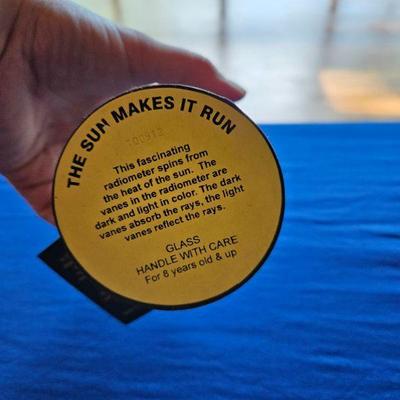 THE SUN MAKES IT RUN
100912
This fascinating
radiometer spins from
the heat of the sun. The
vanes in the radiometer are
dark and light in color. The dark
vanes absorb the rays, the light
vanes reflect the rays.
GLASS
HANDLE WITH CARE
For 8 years old & up